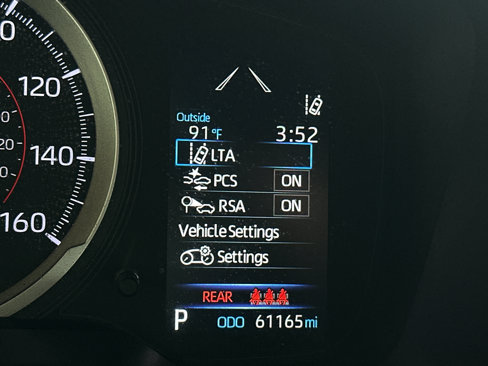 120
140
160
Outside
91°F 3:52
LTA
PCS ON
RSA ON
Vehicle Settings
Settings
REAR
P ODO 61165 mi